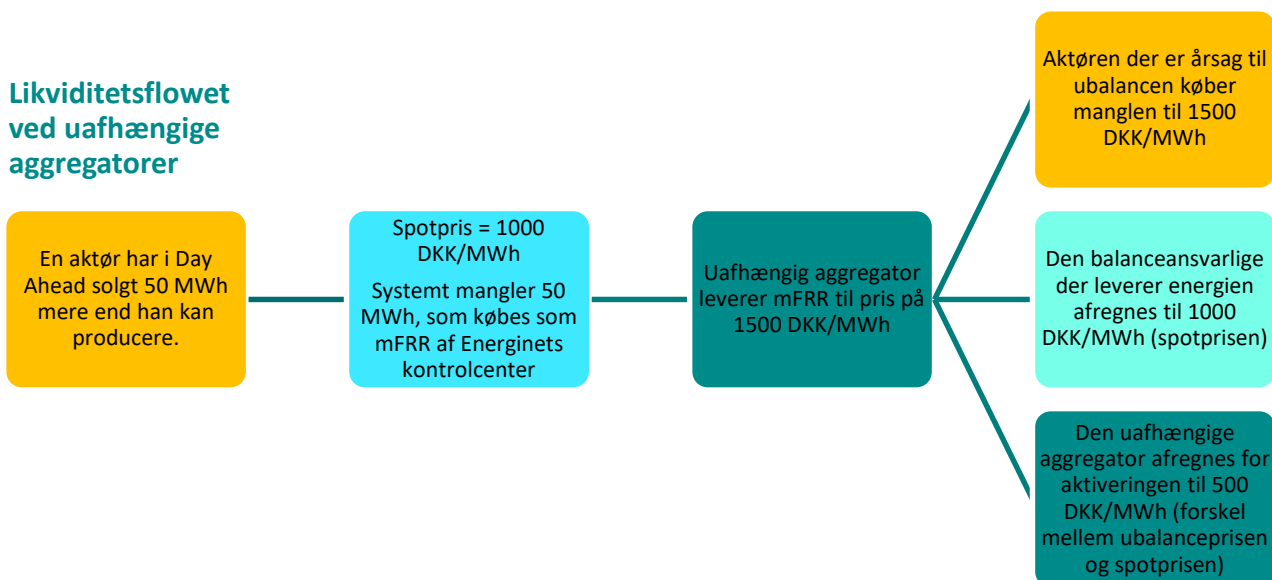 Likviditetsflowet
ved uafhængige
aggregatorer
En aktør har i Day
Ahead solgt 50 MWh
mere end han kan
producere.
Spotpris = 1000
DKK/MWh
Systemt mangler 50
MWh, som købes som
mFRR af Energinets
kontrolcenter
Uafhængig aggregator
leverer mFRR til pris på
1500 DKK/MWh
Aktøren der er årsag til
ubalancen køber
manglen til 1500
DKK/MWh
Den balanceansvarlige
der leverer energien
afregnes til 1000
DKK/MWh (spotprisen)
Den uafhængige
aggregator afregnes for
aktiveringen til 500
DKK/MWh (forskel
mellem ubalanceprisen
og spotprisen)